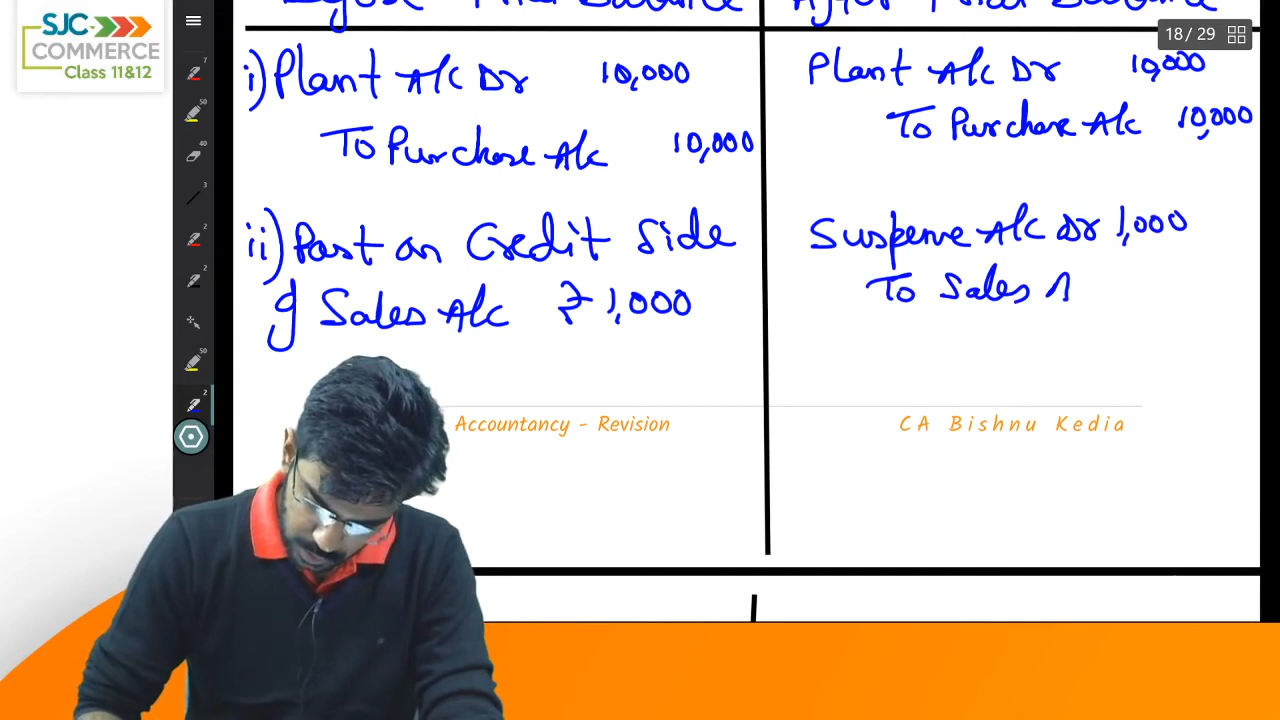 SJC
COMMERCE
Class 11&12
18 / 29
i) Plant A/c Dr 10,000
To Purchase A/c 10,000
ii) Post on Credit Side
of Sales A/c ₹ 1,000
Plant A/c Dr 10,000
To Purchase A/c 10,000
Suspense A/c Dr 1,000
To Sales A
Accountancy - Revision
CA Bishnu Kedia